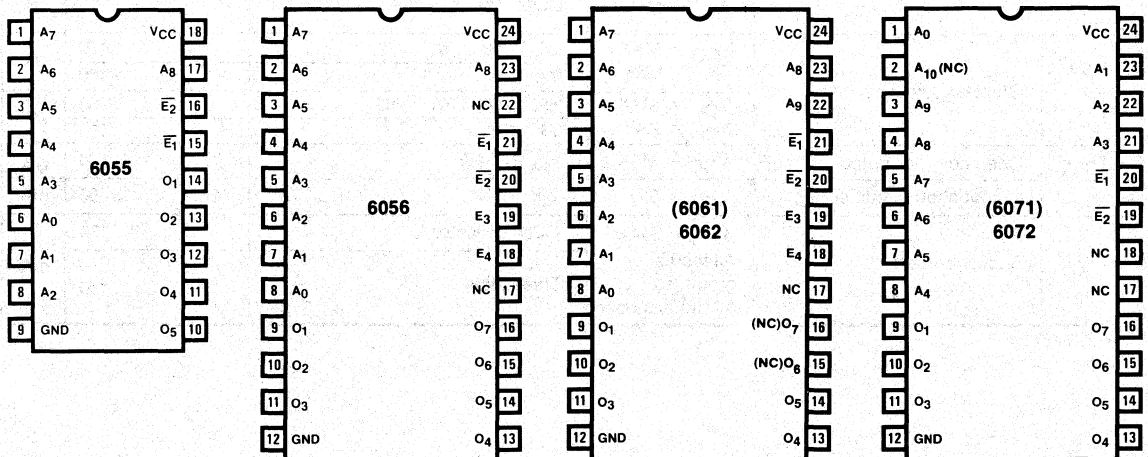 1 A7 VCC 18
2 A6 A8 17
3 A5 E2 16
4 A4 E1 15
6055
5 A3 O1 14
6 A0 O2 13
7 A1 O3 12
8 A2 O4 11
9 GND O5 10
1 A7 VCC 24
2 A6 A8 23
3 A5 NC 22
4 A4 E1 21
5 A3 E2 20
6056
6 A2 E3 19
7 A1 E4 18
8 A0 NC 17
9 O1 O7 16
10 O2 O6 15
11 O3 O5 14
12 GND O4 13
1 A7 VCC 24
2 A6 A8 23
3 A5 A9 22
4 A4 E1 21
5 A3 E2 20
(6061)
6 A2 E3 19
6062
7 A1 E4 18
8 A0 NC 17
9 O1 (NC)O7 16
10 O2 (NC)O6 15
11 O3 O5 14
12 GND O4 13
1 A0 VCC 24
2 A10(NC) A1 23
3 A9 A2 22
4 A8 A3 21
5 A7 E1 20
(6071)
6 A6 E2 19
6072
7 A5 NC 18
8 A4 NC 17
9 O1 O7 16
10 O2 O6 15
11 O3 O5 14
12 GND O4 13